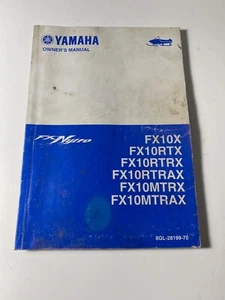 YAMAHA
OWNER'S MANUAL
FX Nytro
FX10X
FX10RTX
FX10RTRX
FX10RTRAX
FX10MTRX
FX10MTRAX
8GL-28199-70